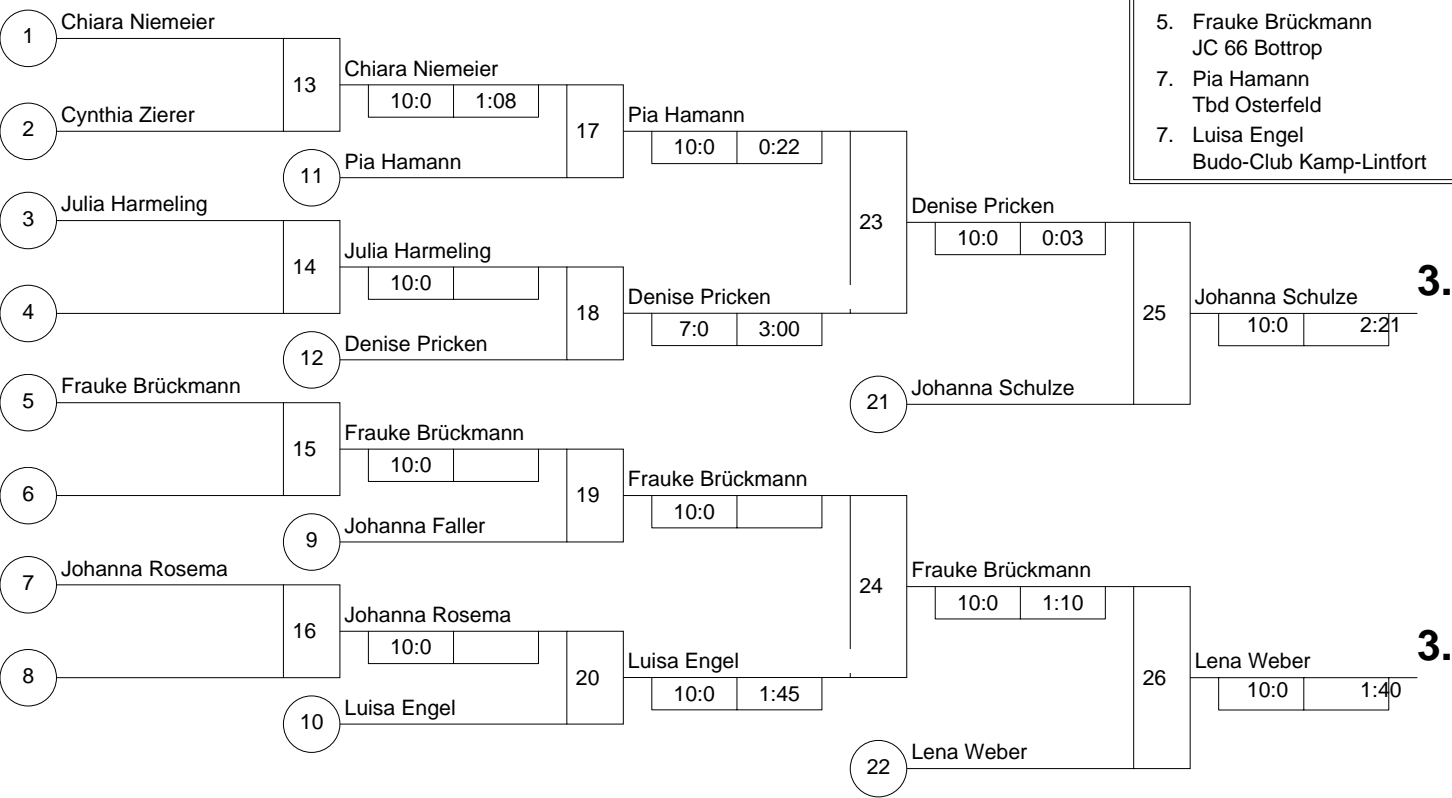 1 Chiara Niemeier
13
Chiara Niemeier
10:0 1:08
2 Cynthia Zierer
17
Pia Hamann
10:0 0:22
11 Pia Hamann
3 Julia Harmeling
14
Julia Harmeling
10:0
4
18
Denise Pricken
7:0 3:00
12 Denise Pricken
23
Denise Pricken
10:0 0:03
25
Johanna Schulze
10:0 2:21
3.
21 Johanna Schulze
5 Frauke Brückmann
15
Frauke Brückmann
10:0
6
19
Frauke Brückmann
10:0
9 Johanna Faller
7 Johanna Rosema
16
Johanna Rosema
10:0
8
20
Luisa Engel
10:0 1:45
10 Luisa Engel
24
Frauke Brückmann
10:0 1:10
26
Lena Weber
10:0 1:40
3.
22 Lena Weber
5. Frauke Brückmann
JC 66 Bottrop
7. Pia Hamann
Tbd Osterfeld
7. Luisa Engel
Budo-Club Kamp-Lintfort